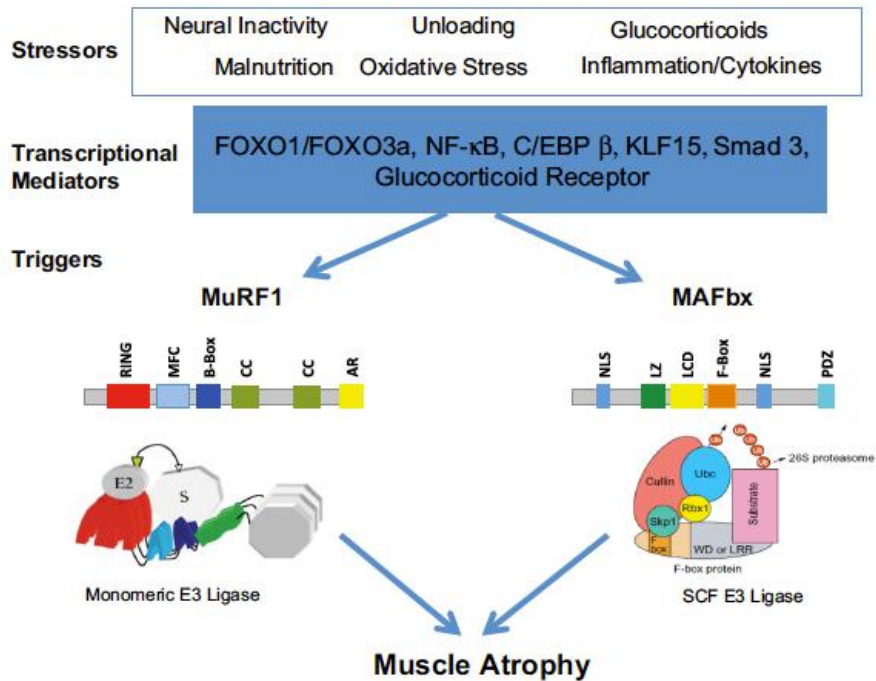 Stressors
Neural Inactivity Unloading Glucocorticoids
Malnutrition Oxidative Stress Inflammation/Cytokines
Transcriptional
Mediators
FOXO1/FOXO3a, NF-κB, C/EBP β, KLF15, Smad 3,
Glucocorticoid Receptor
Triggers
MuRF1
MAFbx
RING MFC B-Box CC CC AR
NLS LZ LCD F-Box NLS PDZ
E2
S
Monomeric E3 Ligase
Cullin
Ubc
Ub
Ub
Ub
Ub
Ub
26S proteasome
Rbx1
Skp1
Substrate
F
box
WD or LRR
F-box protein
SCF E3 Ligase
Muscle Atrophy